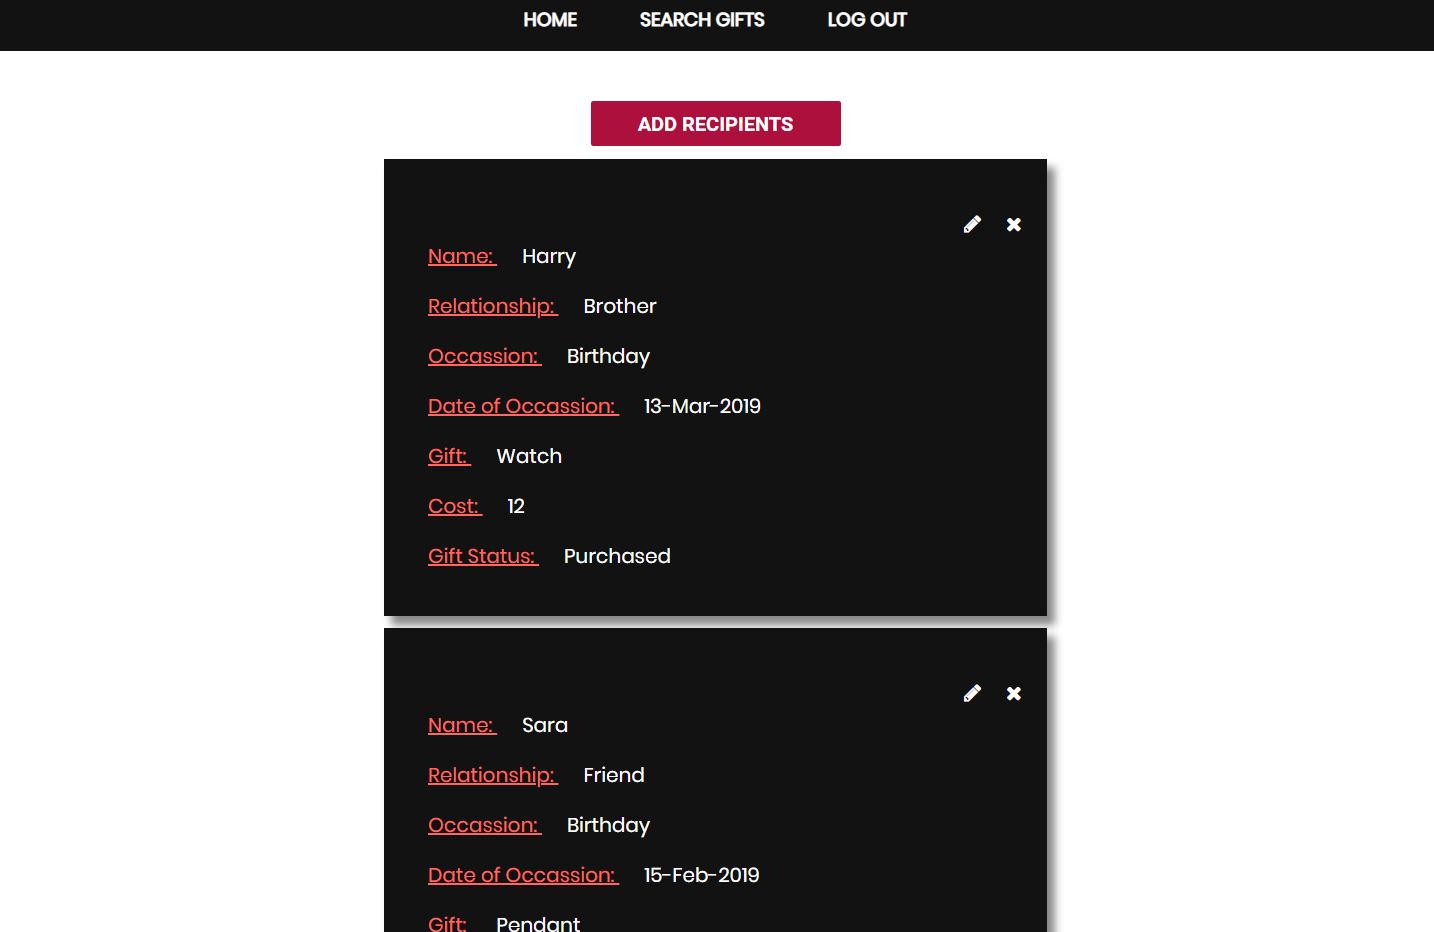 HOME SEARCH GIFTS LOG OUT
ADD RECIPIENTS
Name: Harry
Relationship: Brother
Occassion: Birthday
Date of Occassion: 13-Mar-2019
Gift: Watch
Cost: 12
Gift Status: Purchased
Name: Sara
Relationship: Friend
Occassion: Birthday
Date of Occassion: 15-Feb-2019
Gift: Pendant